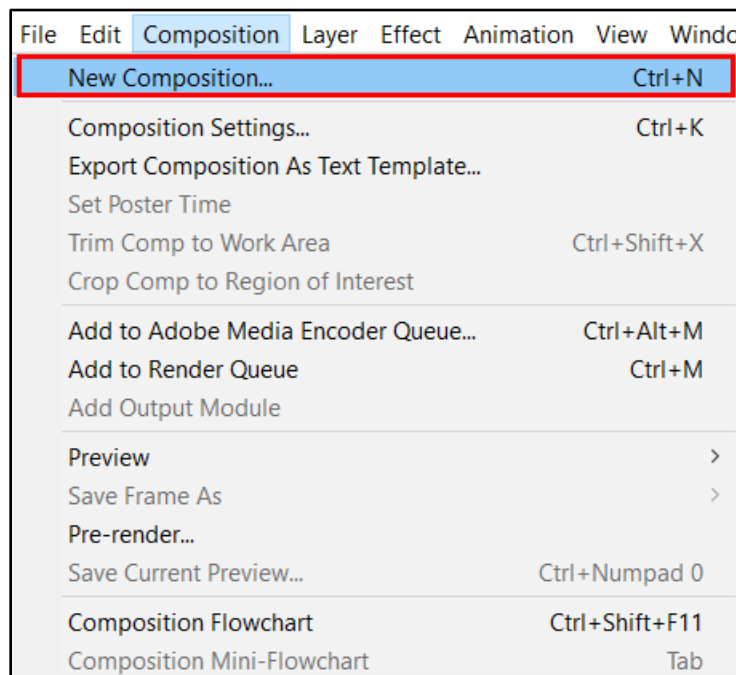 File Edit Composition Layer Effect Animation View Windo
New Composition... Ctrl+N
Composition Settings... Ctrl+K
Export Composition As Text Template...
Set Poster Time
Trim Comp to Work Area Ctrl+Shift+X
Crop Comp to Region of Interest
Add to Adobe Media Encoder Queue... Ctrl+Alt+M
Add to Render Queue Ctrl+M
Add Output Module
Preview
Save Frame As
Pre-render...
Save Current Preview... Ctrl+Numpad 0
Composition Flowchart Ctrl+Shift+F11
Composition Mini-Flowchart Tab